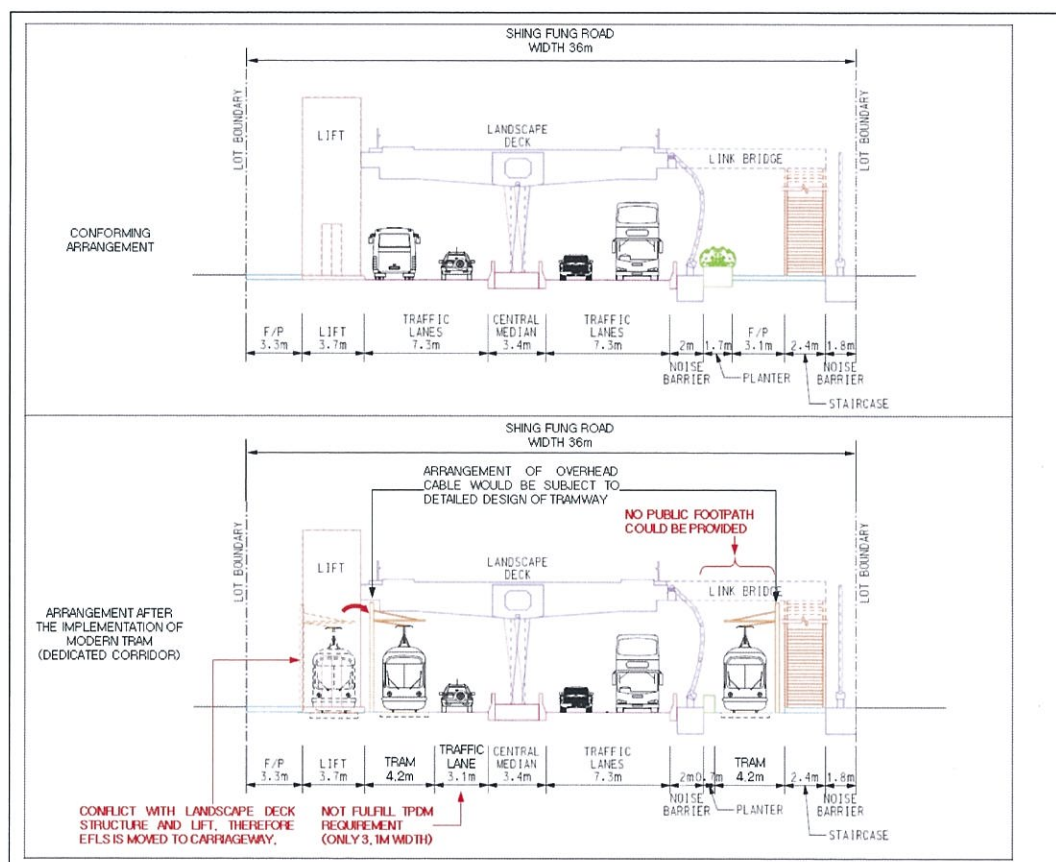 SHING FUNG ROAD
WIDTH 36m
LOT BOUNDARY
LIFT
LANDSCAPE
DECK
LINK BRIDGE
LOT BOUNDARY
CONFORMING
ARRANGEMENT
F/P
3.3m
LIFT
3.7m
TRAFFIC
LANES
7.3m
CENTRAL
MEDIAN
3.4m
TRAFFIC
LANES
7.3m
2m
NOISE
BARRIER
1.7m
PLANTER
F/P
3.1m
2.4m
STAIRCASE
1.8m
NOISE
BARRIER
SHING FUNG ROAD
WIDTH 36m
ARRANGEMENT OF OVERHEAD
CABLE WOULD BE SUBJECT TO
DETAILED DESIGN OF TRAMWAY
NO PUBLIC FOOTPATH
COULD BE PROVIDED
LOT BOUNDARY
LIFT
LANDSCAPE
DECK
LINK BRIDGE
LOT BOUNDARY
ARRANGEMENT AFTER
THE IMPLEMENTATION OF
MODERN TRAM
(DEDICATED CORRIDOR)
F/P
3.3m
LIFT
3.7m
TRAM
4.2m
TRAFFIC
LANE
3.1m
CENTRAL
MEDIAN
3.4m
TRAFFIC
LANES
7.3m
2m
NOISE
BARRIER
0.7m
PLANTER
TRAM
4.2m
2.4m
STAIRCASE
1.8m
NOISE
BARRIER
CONFLICT WITH LANDSCAPE DECK
STRUCTURE AND LIFT, THEREFORE
EFLS IS MOVED TO CARRIAGEWAY.
NOT FULFILL TPDM
REQUIREMENT
(ONLY 3.1M WIDTH)